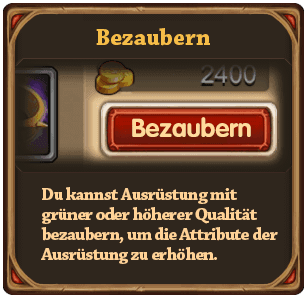 Bezaubern
2400
Bezaubern
Du kannst Ausrüstung mit
grüner oder höherer Qualität
bezaubern, um die Attribute der
Ausrüstung zu erhöhen.